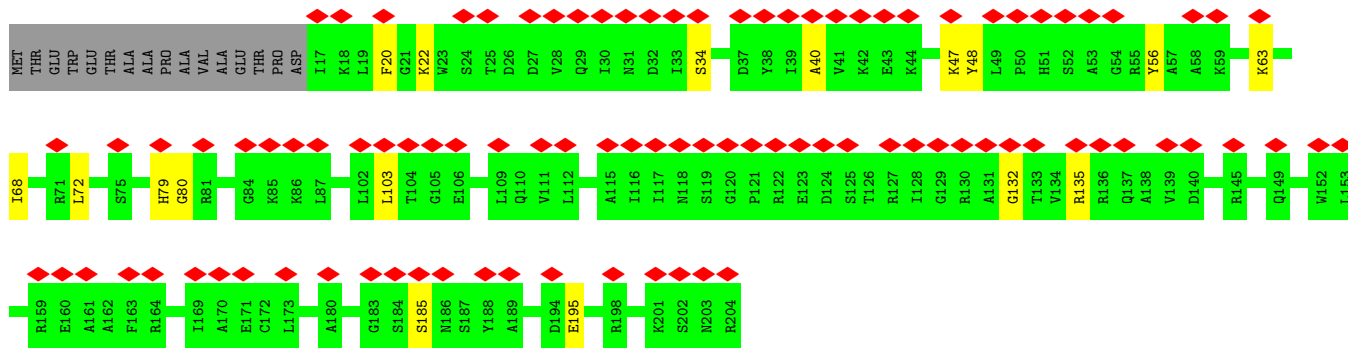 MET THR GLU TRP GLU THR ALA ALA PRO ALA VAL ALA GLU THR PRO ASP I17 K18 L19 F20 G21 K22 W23 S24 T25 D26 D27 V28 Q29 I30 N31 D32 I33 S34 D37 Y38 I39 A40 V41 K42 E43 K44 K47 Y48 L49 P50 H51 S52 A53 G54 R55 Y56 A57 A58 K59 K63
I68 R71 L72 S75 H79 G80 R81 G84 K85 K86 L87 L102 L103 T104 G105 E106 L109 Q110 V111 L112 A115 I116 I117 N118 S119 G120 P121 R122 E123 D124 S125 T126 R127 I128 G129 R130 A131 G132 T133 V134 R135 R136 Q137 A138 V139 D140 R145 Q149 W152 L153
R159 E160 A161 A162 F163 R164 I169 A170 E171 C172 L173 A180 G183 S184 S185 N186 S187 Y188 A189 D194 E195 R198 K201 S202 N203 R204